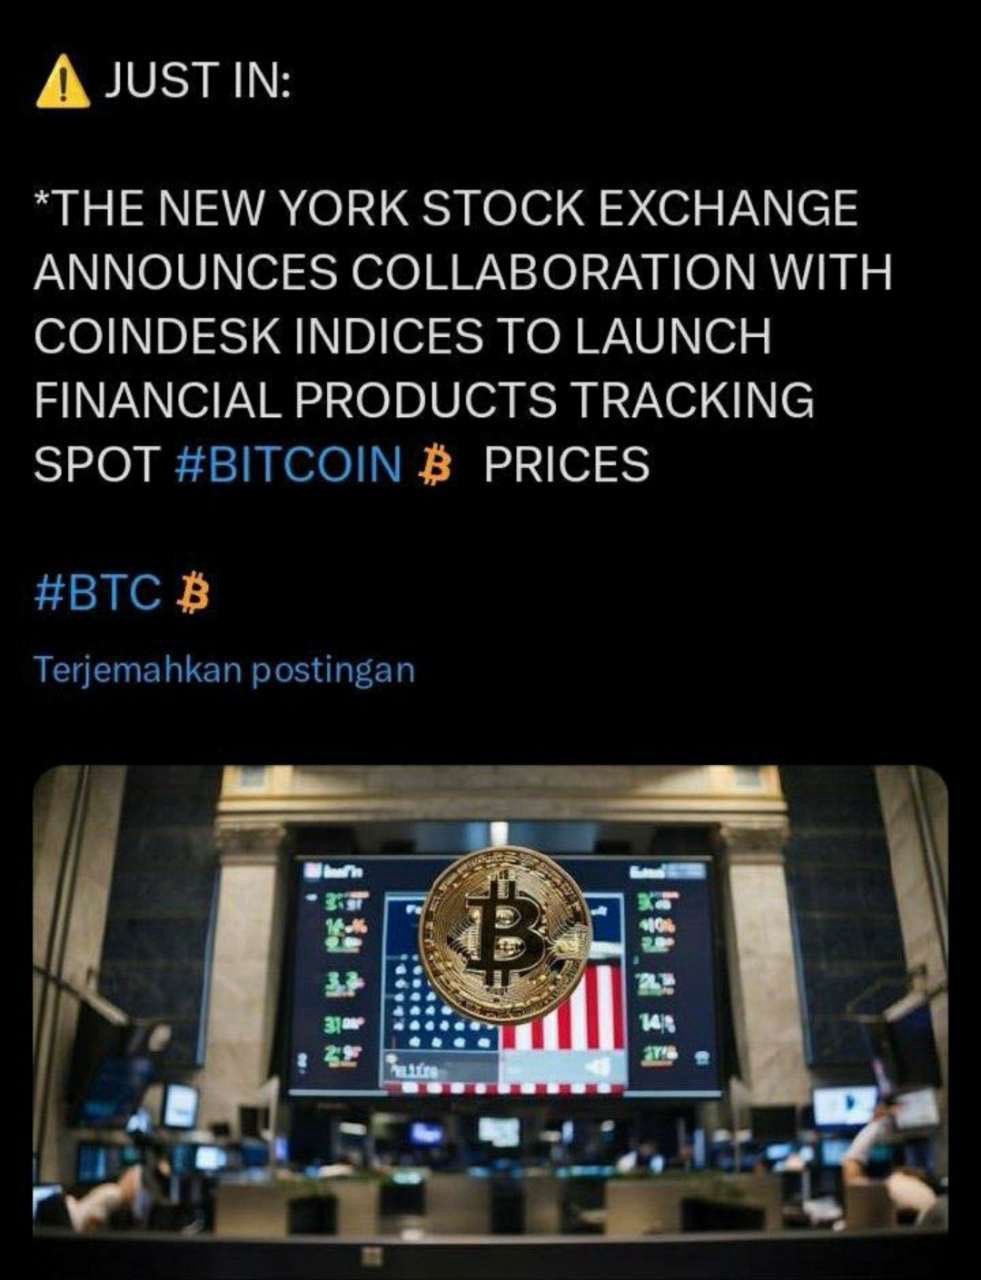 ⚠️ JUST IN:
*THE NEW YORK STOCK EXCHANGE
ANNOUNCES COLLABORATION WITH
COINDESK INDICES TO LAUNCH
FINANCIAL PRODUCTS TRACKING
SPOT #BITCOIN ₿ PRICES
#BTC ₿
Terjemahkan postingan